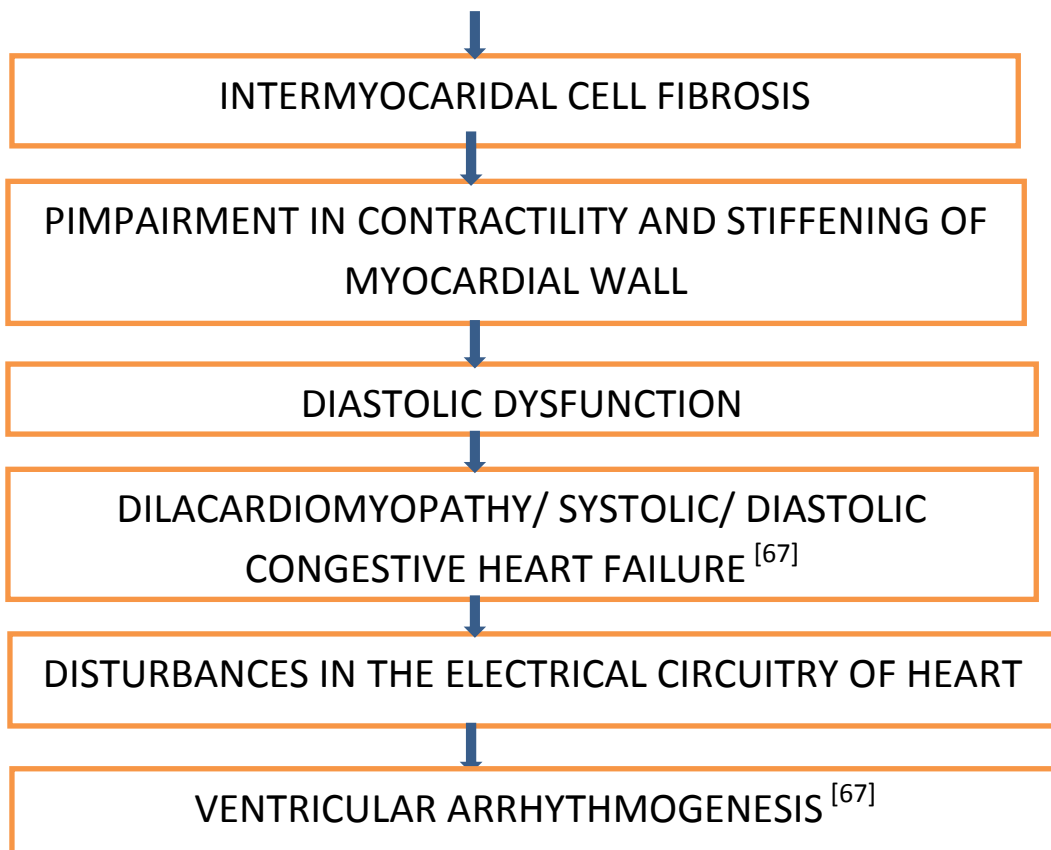 INTERMYOCARIDAL CELL FIBROSIS
PIMPAIRMENT IN CONTRACTILITY AND STIFFENING OF
MYOCARDIAL WALL
DIASTOLIC DYSFUNCTION
DILACARDIOMYOPATHY/ SYSTOLIC/ DIASTOLIC
CONGESTIVE HEART FAILURE [67]
DISTURBANCES IN THE ELECTRICAL CIRCUITRY OF HEART
VENTRICULAR ARRHYTHMOGENESIS [67]